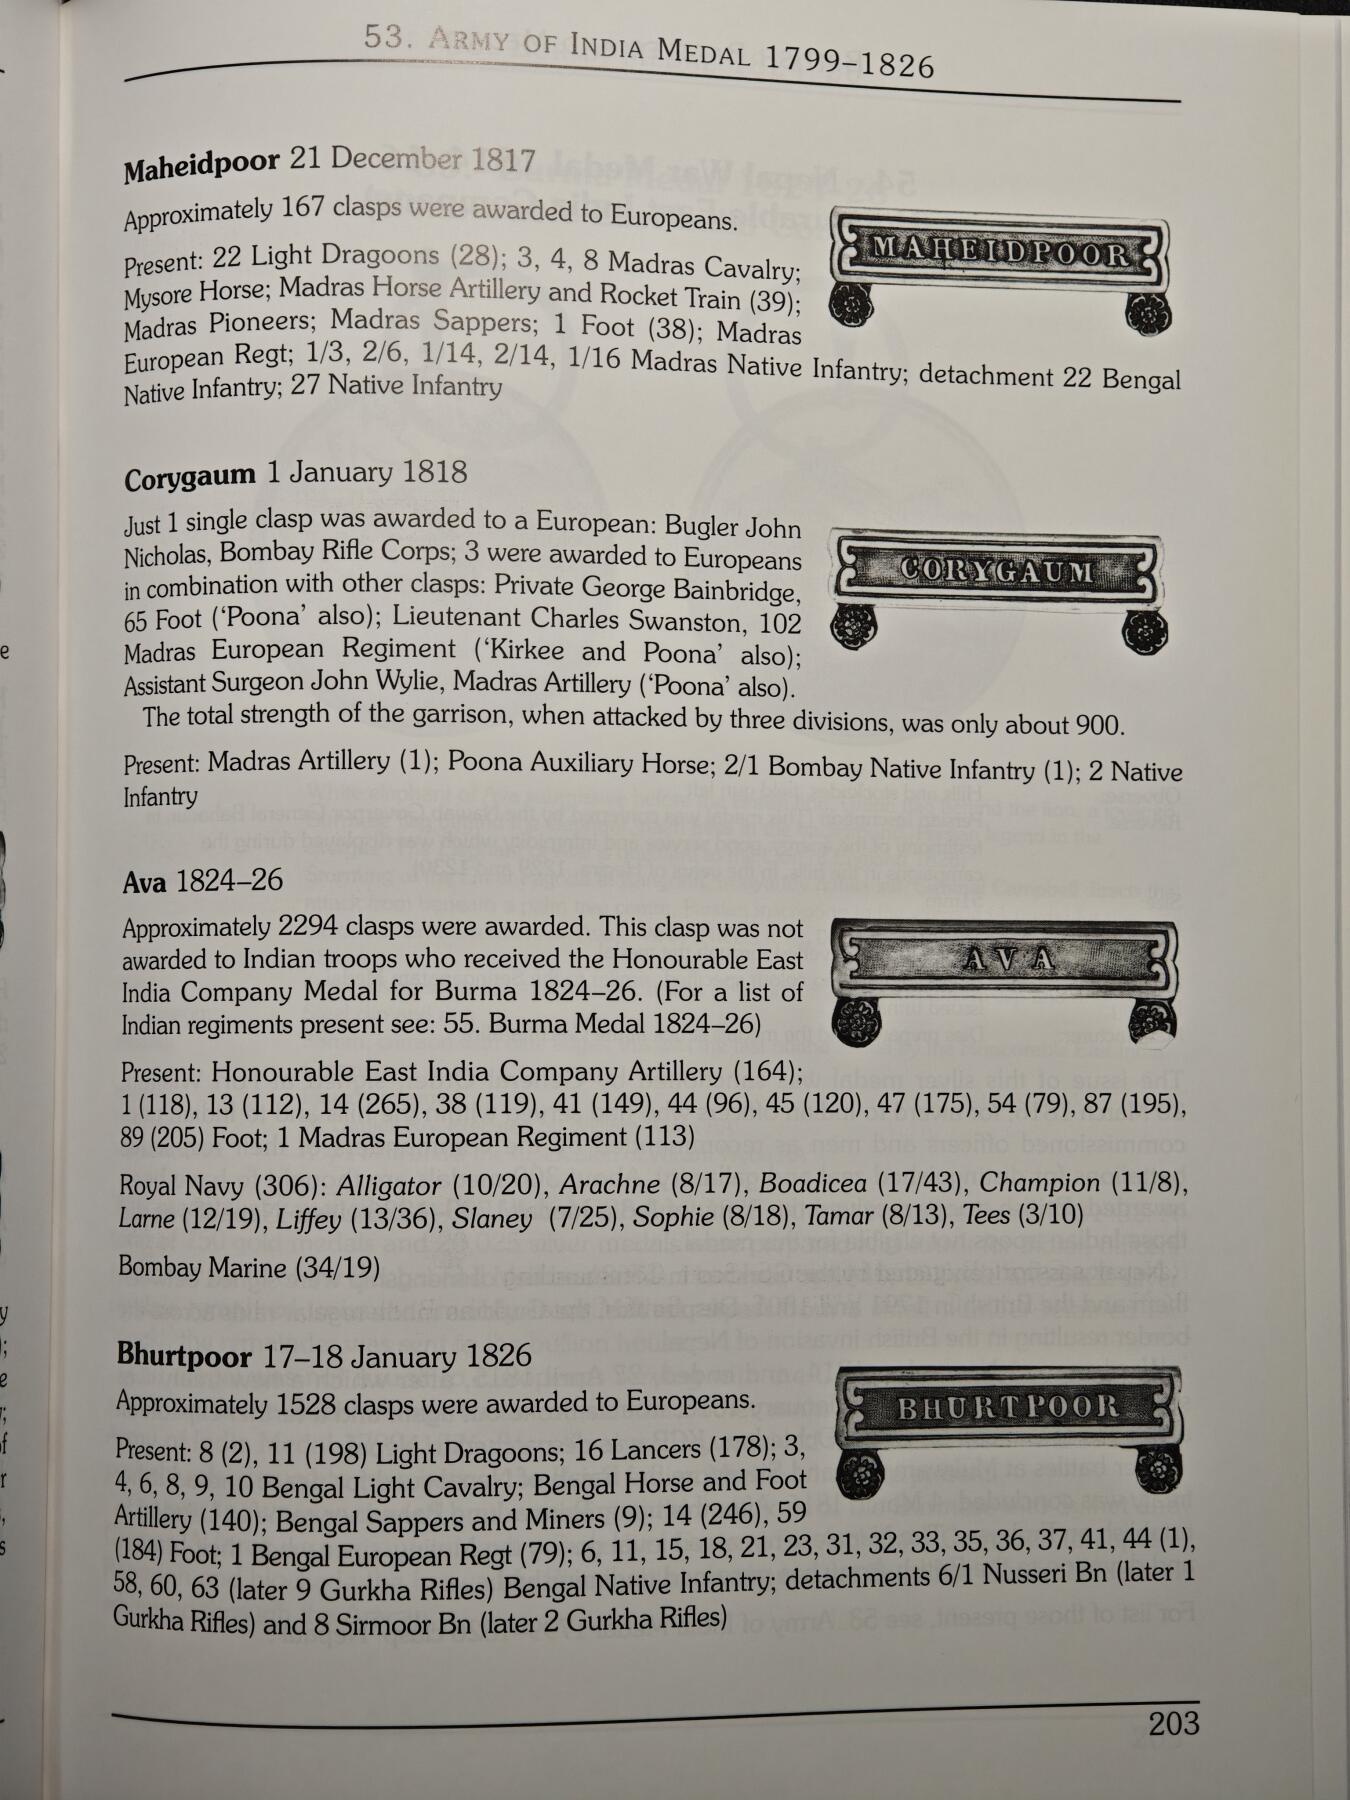 53. ARMY OF INDIA MEDAL 1799–1826
Maheidpoor 21 December 1817
Approximately 167 clasps were awarded to Europeans.
MAHEIDPOOR
Present: 22 Light Dragoons (28); 3, 4, 8 Madras Cavalry;
Mysore Horse; Madras Horse Artillery and Rocket Train (39);
Madras Pioneers; Madras Sappers; 1 Foot (38); Madras
European Regt; 1/3, 2/6, 1/14, 2/14, 1/16 Madras Native Infantry; detachment 22 Bengal
Native Infantry; 27 Native Infantry
Corygaum 1 January 1818
Just 1 single clasp was awarded to a European: Bugler John
Nicholas, Bombay Rifle Corps; 3 were awarded to Europeans
in combination with other clasps: Private George Bainbridge,
65 Foot (‘Poona’ also); Lieutenant Charles Swanston, 102
Madras European Regiment (‘Kirkee and Poona’ also);
Assistant Surgeon John Wylie, Madras Artillery (‘Poona’ also).
CORYGAUM
The total strength of the garrison, when attacked by three divisions, was only about 900.
Present: Madras Artillery (1); Poona Auxiliary Horse; 2/1 Bombay Native Infantry (1); 2 Native
Infantry
Ava 1824–26
Approximately 2294 clasps were awarded. This clasp was not
awarded to Indian troops who received the Honourable East
India Company Medal for Burma 1824–26. (For a list of
Indian regiments present see: 55. Burma Medal 1824–26)
AVA
Present: Honourable East India Company Artillery (164);
1 (118), 13 (112), 14 (265), 38 (119), 41 (149), 44 (96), 45 (120), 47 (175), 54 (79), 87 (195),
89 (205) Foot; 1 Madras European Regiment (113)
Royal Navy (306): Alligator (10/20), Arachne (8/17), Boadicea (17/43), Champion (11/8),
Larne (12/19), Liffey (13/36), Slaney (7/25), Sophie (8/18), Tamar (8/13), Tees (3/10)
Bombay Marine (34/19)
Bhurtpoor 17–18 January 1826
Approximately 1528 clasps were awarded to Europeans.
BHURTPOOR
Present: 8 (2), 11 (198) Light Dragoons; 16 Lancers (178); 3,
4, 6, 8, 9, 10 Bengal Light Cavalry; Bengal Horse and Foot
Artillery (140); Bengal Sappers and Miners (9); 14 (246), 59
(184) Foot; 1 Bengal European Regt (79); 6, 11, 15, 18, 21, 23, 31, 32, 33, 35, 36, 37, 41, 44 (1),
58, 60, 63 (later 9 Gurkha Rifles) Bengal Native Infantry; detachments 6/1 Nusseri Bn (later 1
Gurkha Rifles) and 8 Sirmoor Bn (later 2 Gurkha Rifles)
203